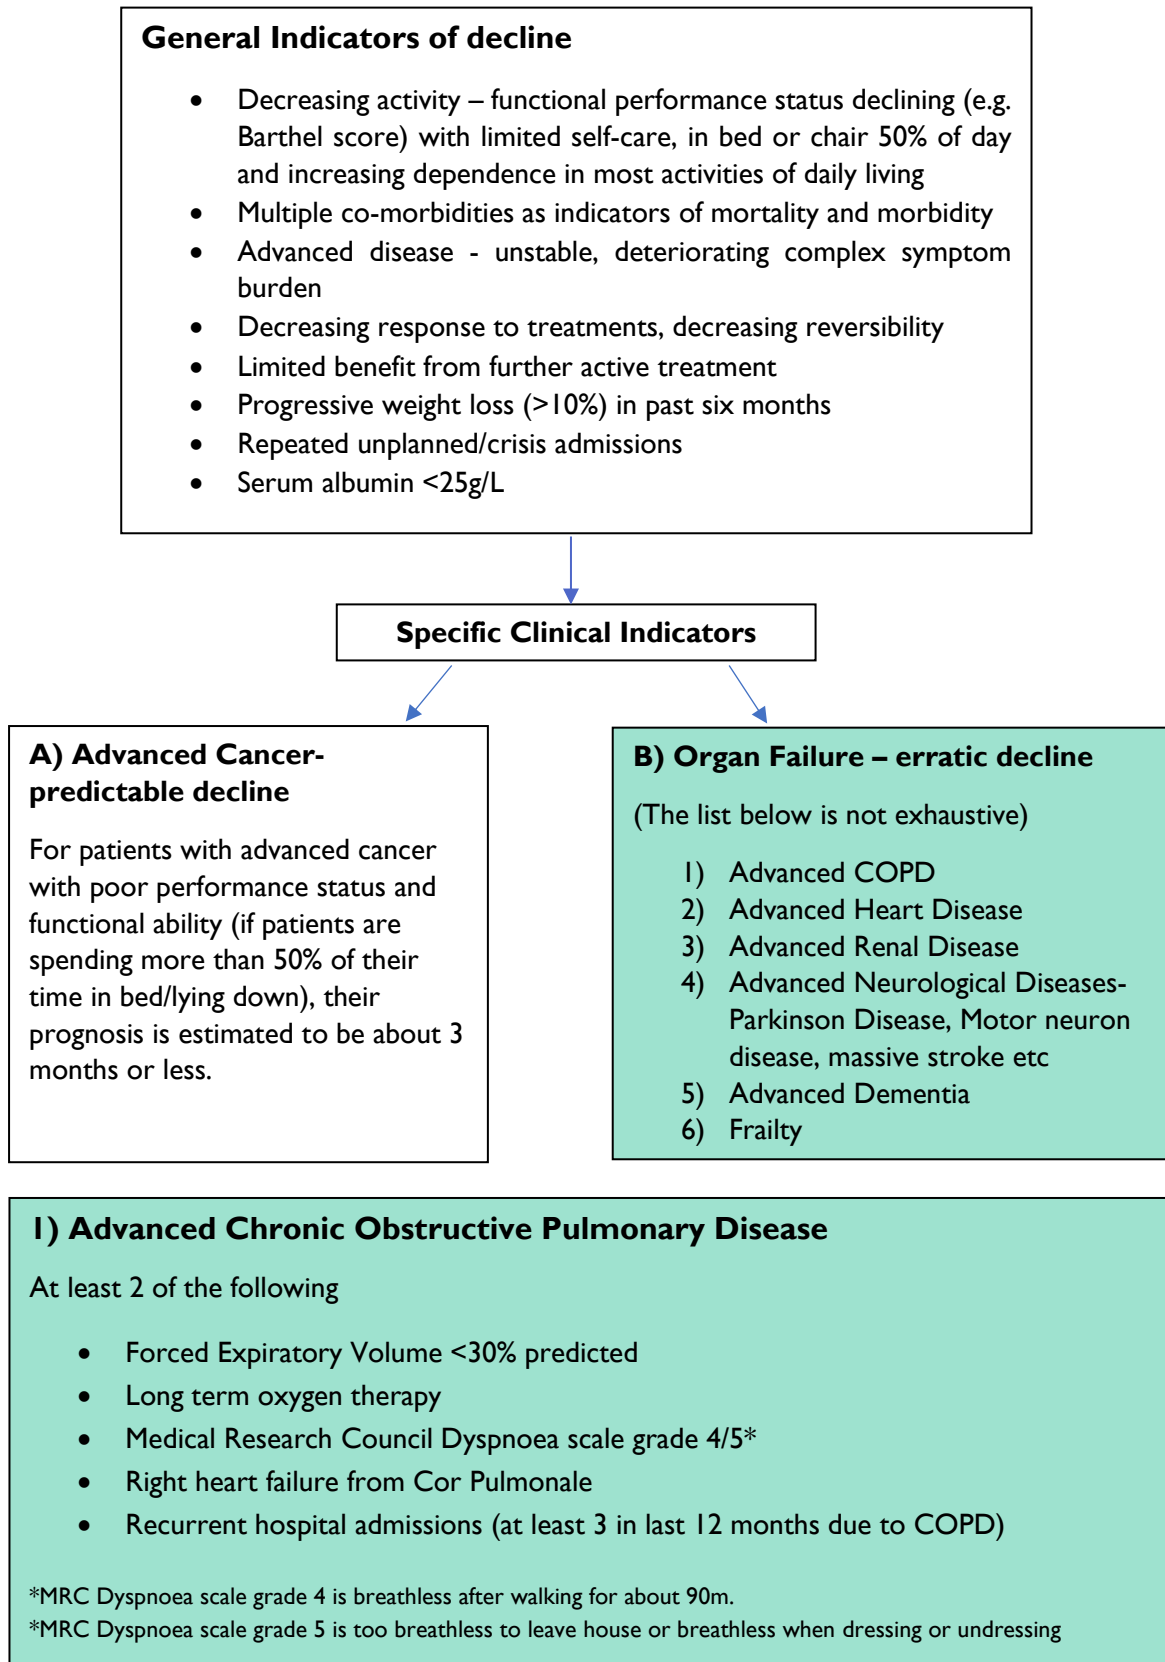 General Indicators of decline
• Decreasing activity – functional performance status declining (e.g.
Barthel score) with limited self-care, in bed or chair 50% of day
and increasing dependence in most activities of daily living
• Multiple co-morbidities as indicators of mortality and morbidity
• Advanced disease - unstable, deteriorating complex symptom
burden
• Decreasing response to treatments, decreasing reversibility
• Limited benefit from further active treatment
• Progressive weight loss (>10%) in past six months
• Repeated unplanned/crisis admissions
• Serum albumin <25g/L
Specific Clinical Indicators
A) Advanced Cancer-
predictable decline
For patients with advanced cancer
with poor performance status and
functional ability (if patients are
spending more than 50% of their
time in bed/lying down), their
prognosis is estimated to be about 3
months or less.
B) Organ Failure – erratic decline
(The list below is not exhaustive)
1) Advanced COPD
2) Advanced Heart Disease
3) Advanced Renal Disease
4) Advanced Neurological Diseases-
Parkinson Disease, Motor neuron
disease, massive stroke etc
5) Advanced Dementia
6) Frailty
1) Advanced Chronic Obstructive Pulmonary Disease
At least 2 of the following
• Forced Expiratory Volume <30% predicted
• Long term oxygen therapy
• Medical Research Council Dyspnoea scale grade 4/5*
• Right heart failure from Cor Pulmonale
• Recurrent hospital admissions (at least 3 in last 12 months due to COPD)
*MRC Dyspnoea scale grade 4 is breathless after walking for about 90m.
*MRC Dyspnoea scale grade 5 is too breathless to leave house or breathless when dressing or undressing